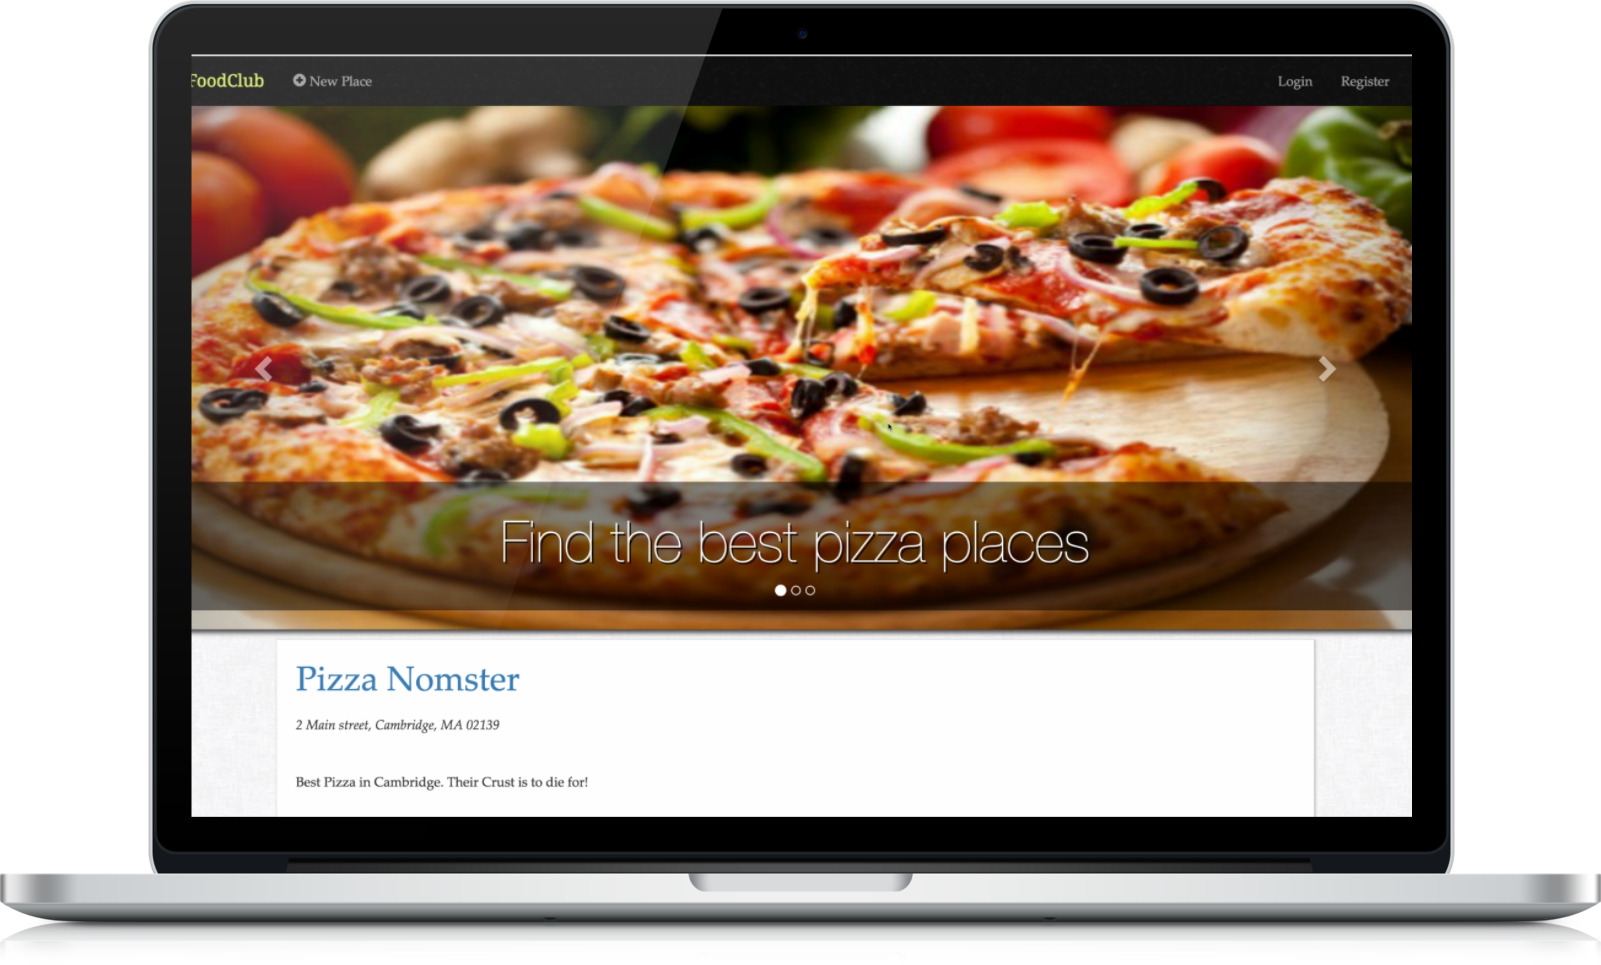 FoodClub New Place Login Register
Find the best pizza places
Pizza Nomster
2 Main street, Cambridge, MA 02139
Best Pizza in Cambridge. Their Crust is to die for!